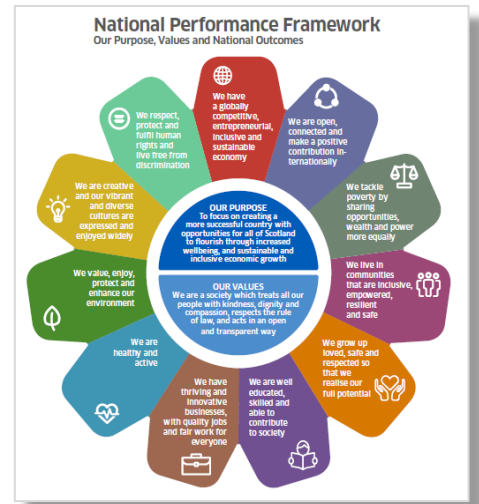 National Performance Framework
Our Purpose, Values and National Outcomes
We have
a globally
competitive,
entrepreneurial,
inclusive and
sustainable
economy
We are open,
connected and
make a positive
contribution in-
ternationally
We tackle
poverty by
sharing
opportunities,
wealth and power
more equally
We live in
communities
that are inclusive,
empowered,
resilient
and safe
We grow up
loved, safe and
respected so
that we
realise our
full potential
We are well
educated,
skilled and
able to
contribute
to society
We have
thriving and
innovative
businesses,
with quality jobs
and fair work for
everyone
We are
healthy and
active
We value, enjoy,
protect and
enhance our
environment
We are creative
and our vibrant
and diverse
cultures are
expressed and
enjoyed widely
We respect,
protect and
fulfil human
rights and
live free from
discrimination
OUR PURPOSE
To focus on creating a
more successful country with
opportunities for all of Scotland
to flourish through increased
wellbeing, and sustainable and
inclusive economic growth
OUR VALUES
We are a society which treats all our
people with kindness, dignity and
compassion, respects the rule
of law, and acts in an open
and transparent way